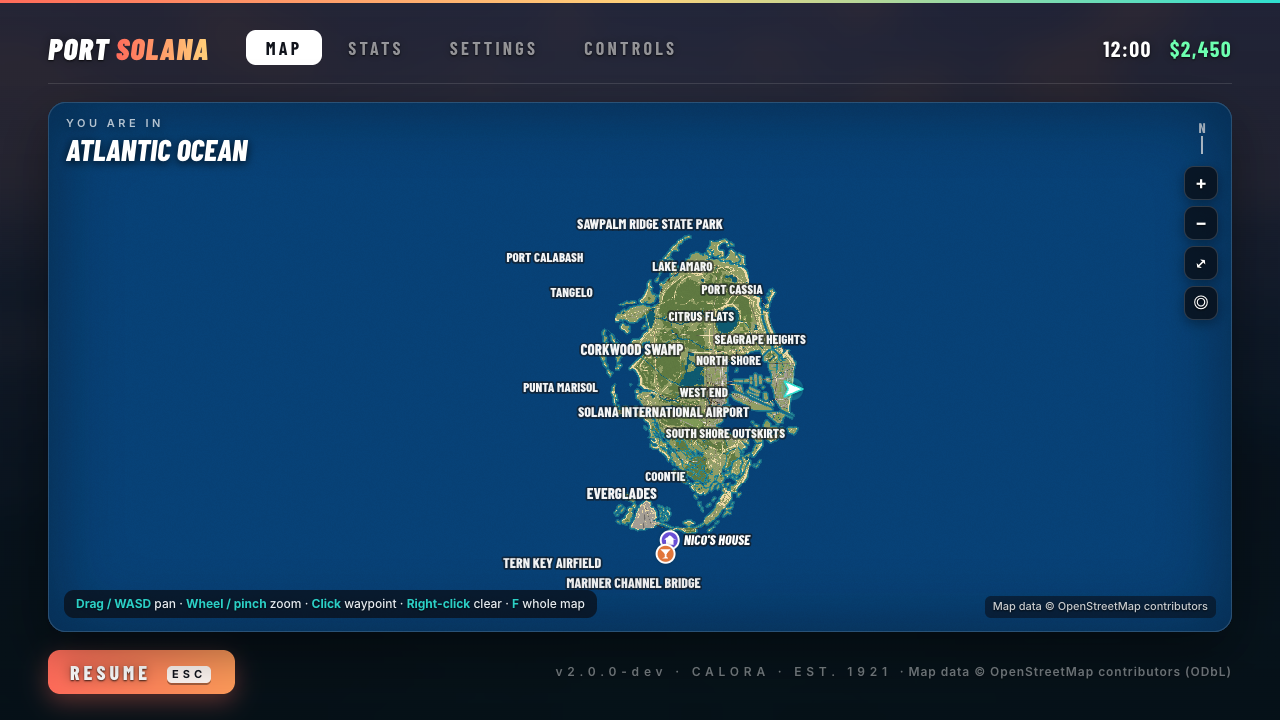 PORT SOLANA
MAP
STATS
SETTINGS
CONTROLS
12:00 $2,450
YOU ARE IN
ATLANTIC OCEAN
N
+
−
SAWPALM RIDGE STATE PARK
PORT CALABASH
LAKE AMARO
TANGELO
PORT CASSIA
CITRUS FLATS
SEAGRAPE HEIGHTS
CORKWOOD SWAMP
NORTH SHORE
PUNTA MARISOL
WEST END
SOLANA INTERNATIONAL AIRPORT
SOUTH SHORE OUTSKIRTS
COONTIE
EVERGLADES
NICO'S HOUSE
TERN KEY AIRFIELD
MARINER CHANNEL BRIDGE
Drag / WASD pan · Wheel / pinch zoom · Click waypoint · Right-click clear · F whole map
Map data © OpenStreetMap contributors
RESUME ESC
v2.0.0-dev · CALORA · EST. 1921 · Map data © OpenStreetMap contributors (ODbL)